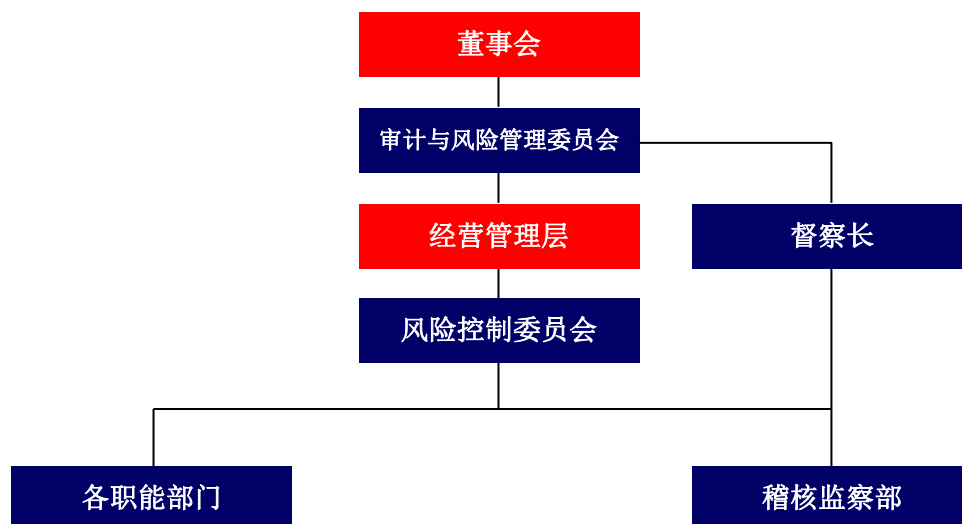 董事会
审计与风险管理委员会
经营管理层
督察长
风险控制委员会
各职能部门
稽核监察部